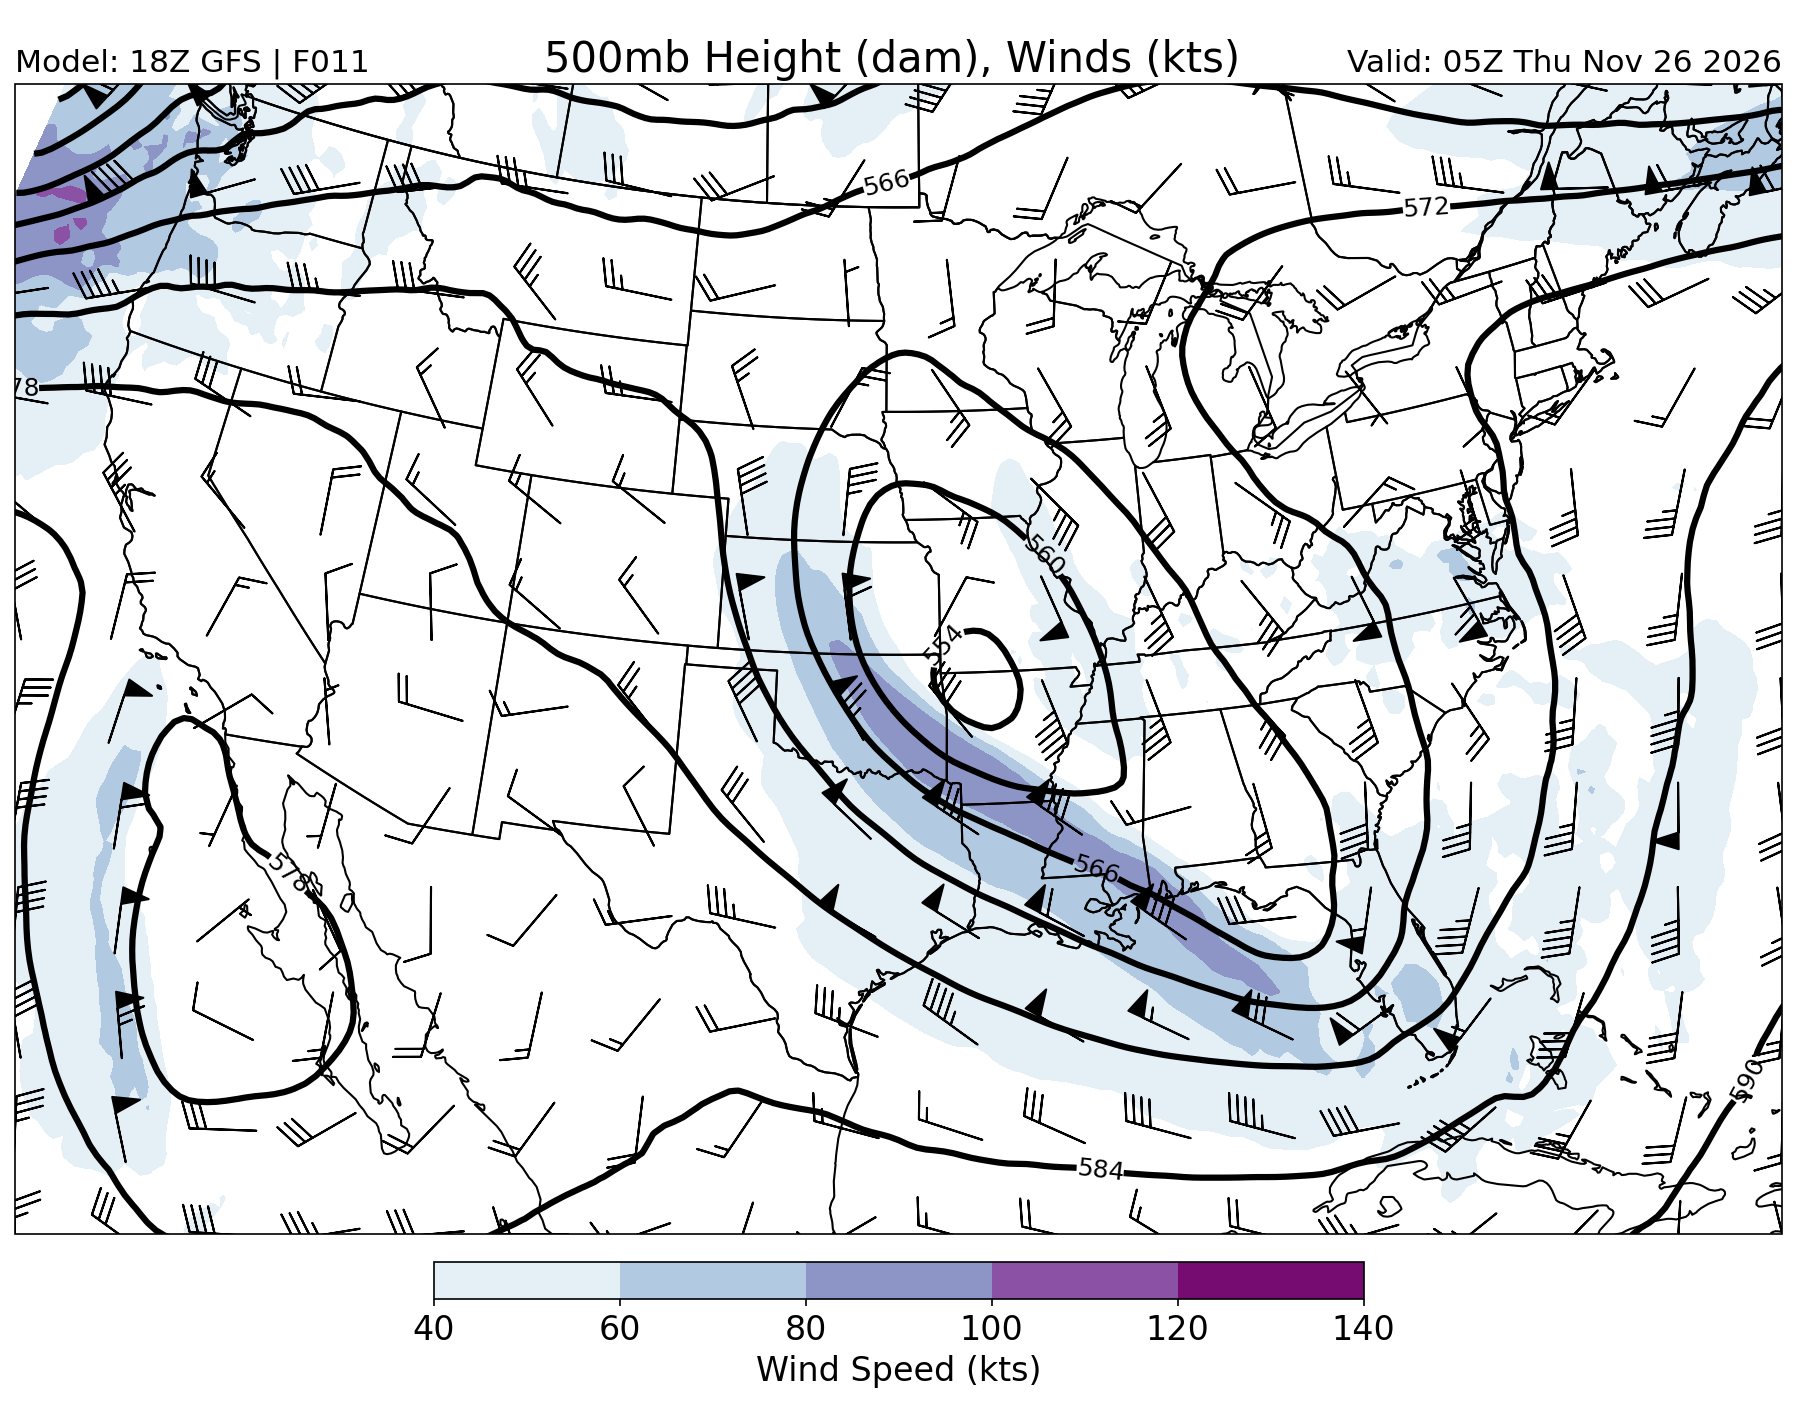 Model: 18Z GFS | F011
500mb Height (dam), Winds (kts)
Valid: 05Z Thu Nov 26 2026
566
572
78
560
554
566
578
590
584
40 60 80 100 120 140
Wind Speed (kts)